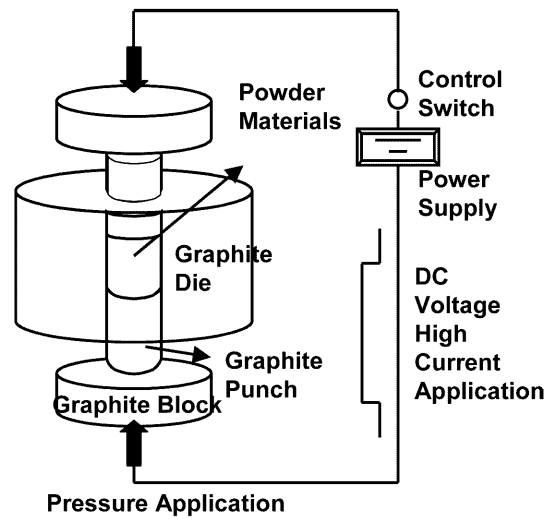 Powder
Materials
Control
Switch
Power
Supply
Graphite
Die
DC
Voltage
High
Current
Application
Graphite
Punch
Graphite Block
Pressure Application